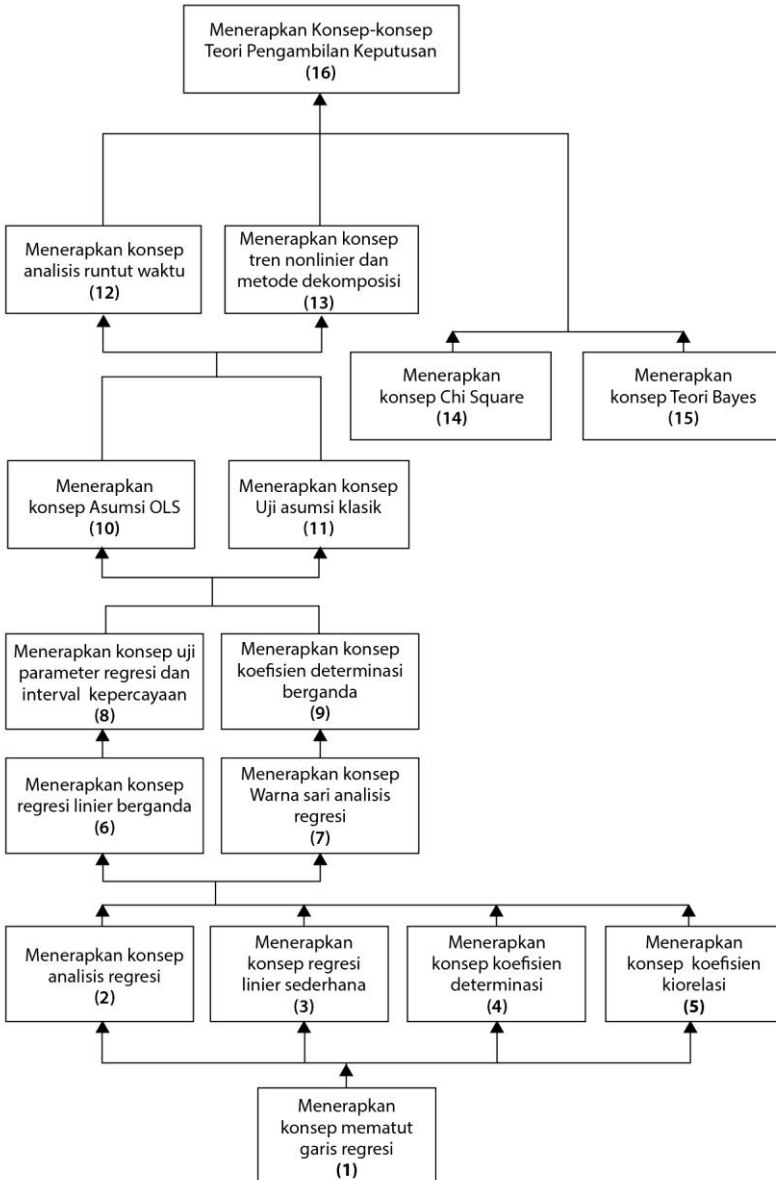 Menerapkan Konsep-konsep
Teori Pengambilan Keputusan
(16)
Menerapkan konsep
analisis runtut waktu
(12)
Menerapkan konsep
tren nonlinier dan
metode dekomposisi
(13)
Menerapkan
konsep Chi Square
(14)
Menerapkan
konsep Teori Bayes
(15)
Menerapkan
konsep Asumsi OLS
(10)
Menerapkan konsep
Uji asumsi klasik
(11)
Menerapkan konsep uji
parameter regresi dan
interval kepercayaan
(8)
Menerapkan konsep
koefisien determinasi
berganda
(9)
Menerapkan konsep
regresi linier berganda
(6)
Menerapkan konsep
Warna sari analisis
regresi
(7)
Menerapkan konsep
analisis regresi
(2)
Menerapkan
konsep regresi
linier sederhana
(3)
Menerapkan
konsep koefisien
determinasi
(4)
Menerapkan
konsep koefisien
kiorelasi
(5)
Menerapkan
konsep mematut
garis regresi
(1)